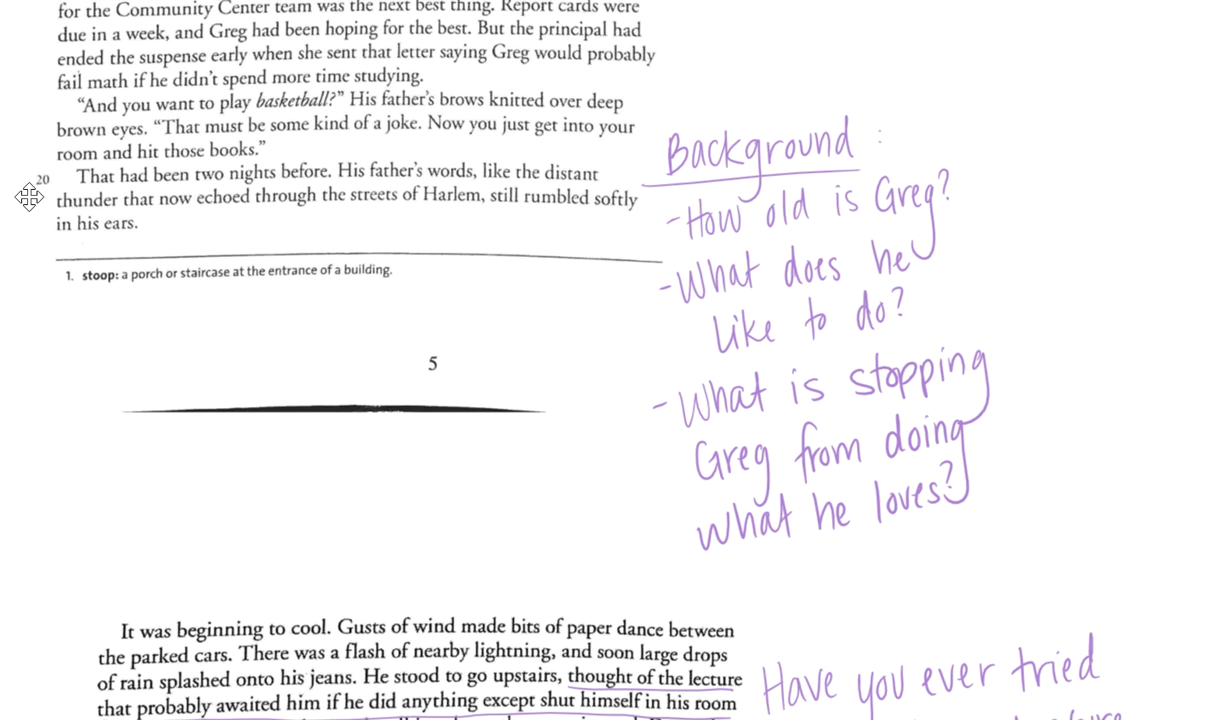 for the Community Center team was the next best thing. Report cards were
due in a week, and Greg had been hoping for the best. But the principal had
ended the suspense early when she sent that letter saying Greg would probably
fail math if he didn't spend more time studying.
"And you want to play basketball?" His father's brows knitted over deep
brown eyes. "That must be some kind of a joke. Now you just get into your
room and hit those books."
20 That had been two nights before. His father's words, like the distant
thunder that now echoed through the streets of Harlem, still rumbled softly
in his ears.
1. stoop: a porch or staircase at the entrance of a building.
5
Background :
- How old is Greg?
- What does he
like to do?
- What is stopping
Greg from doing
what he loves?
It was beginning to cool. Gusts of wind made bits of paper dance between
the parked cars. There was a flash of nearby lightning, and soon large drops
of rain splashed onto his jeans. He stood to go upstairs, thought of the lecture
that probably awaited him if he did anything except shut himself in his room
Have you ever tried